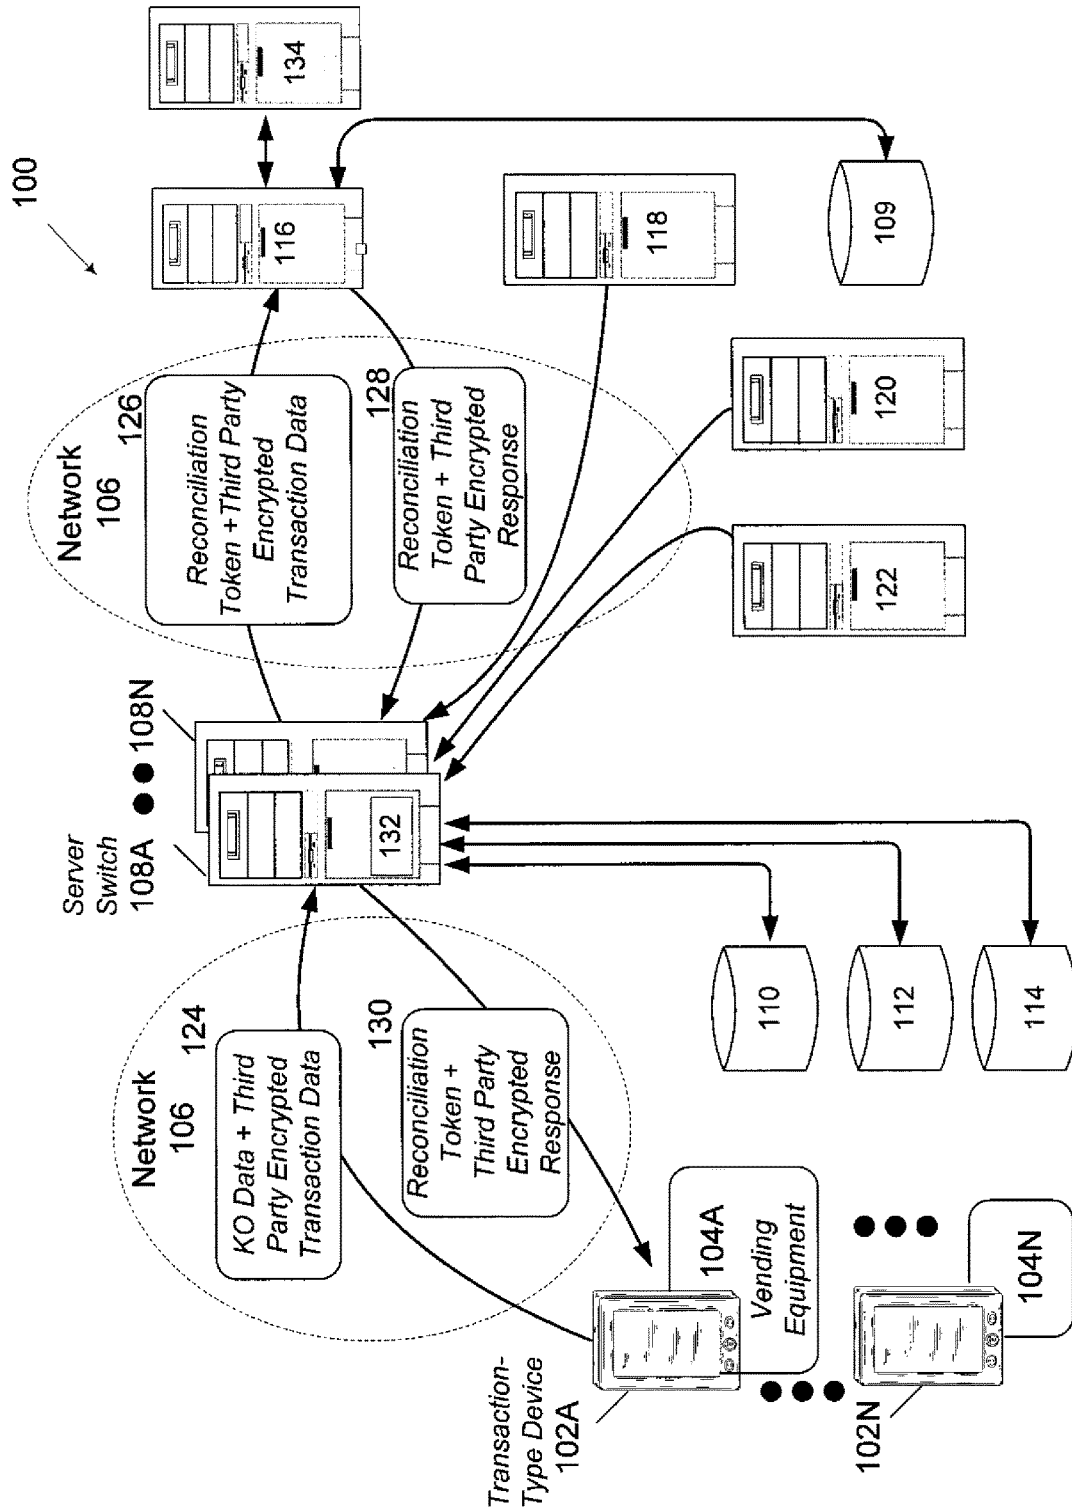 100
134
116
118
109
120
122
Network
106
126
Reconciliation
Token +Third Party
Encrypted
Transaction Data
128
Reconciliation
Token + Third
Party Encrypted
Response
Server
Switch
108A
108N
132
110
112
114
Network
106
124
KO Data + Third
Party Encrypted
Transaction Data
130
Reconciliation
Token +
Third Party
Encrypted
Response
Transaction-
Type Device
102A
104A
Vending
Equipment
102N
104N